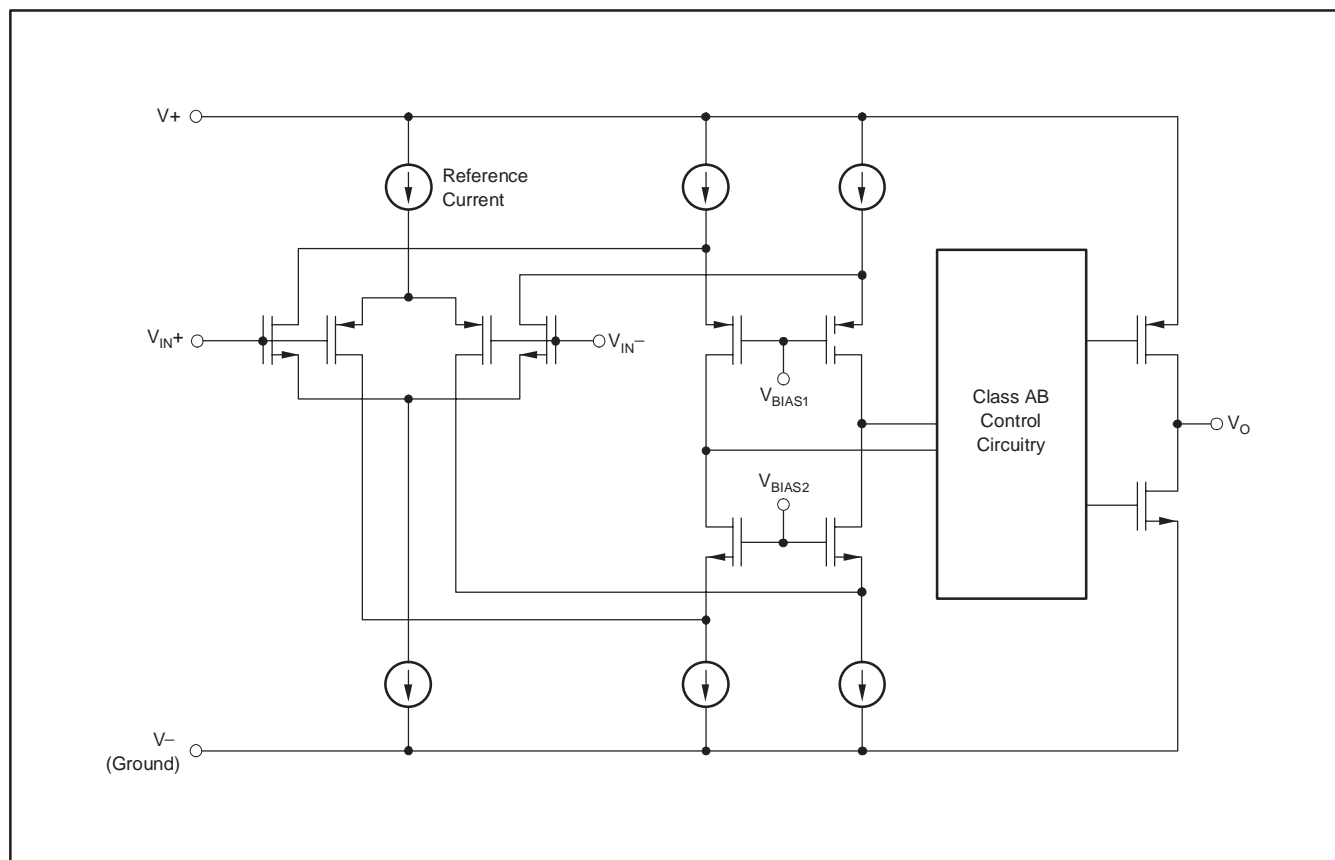 V+
Reference
Current
V_IN+
V_IN−
V_BIAS1
V_BIAS2
Class AB
Control
Circuitry
V_O
V−
(Ground)